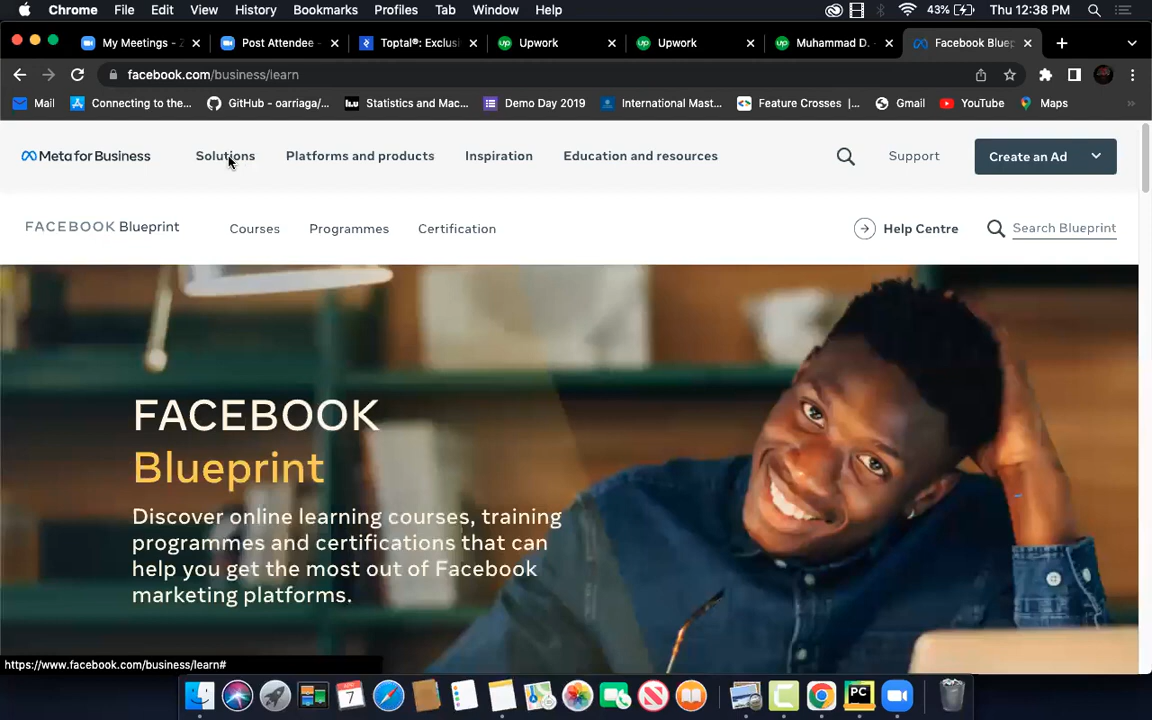 Chrome File Edit View History Bookmarks Profiles Tab Window Help 43% Thu 12:38 PM
My Meetings - Z Post Attendee - Toptal®: Exclus Upwork Upwork Muhammad D. - Facebook Bluep
facebook.com/business/learn
Mail Connecting to the... GitHub - oarriaga/... Statistics and Mac... Demo Day 2019 International Mast... Feature Crosses |... Gmail YouTube Maps
Meta for Business Solutions Platforms and products Inspiration Education and resources Support Create an Ad
FACEBOOK Blueprint Courses Programmes Certification Help Centre Search Blueprint
FACEBOOK
Blueprint
Discover online learning courses, training
programmes and certifications that can
help you get the most out of Facebook
marketing platforms.
https://www.facebook.com/business/learn#
7
PC